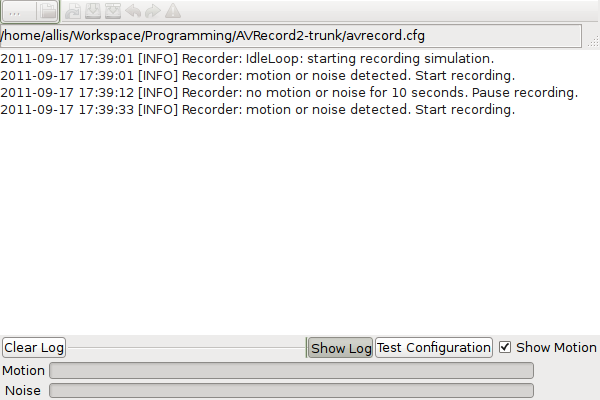 ...
/home/allis/Workspace/Programming/AVRecord2-trunk/avrecord.cfg
2011-09-17 17:39:01 [INFO] Recorder: IdleLoop: starting recording simulation.
2011-09-17 17:39:01 [INFO] Recorder: motion or noise detected. Start recording.
2011-09-17 17:39:12 [INFO] Recorder: no motion or noise for 10 seconds. Pause recording.
2011-09-17 17:39:33 [INFO] Recorder: motion or noise detected. Start recording.
Clear Log Show Log Test Configuration Show Motion
Motion
Noise